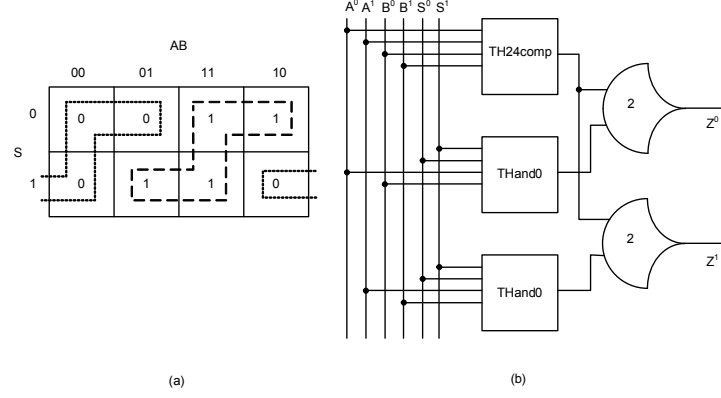 AB
00 01 11 10
0 0 0 1 1
S
1 0 1 1 0
(a)
A⁰ A¹ B⁰ B¹ S⁰ S¹
TH24comp
2
Z⁰
THand0
2
Z¹
THand0
(b)